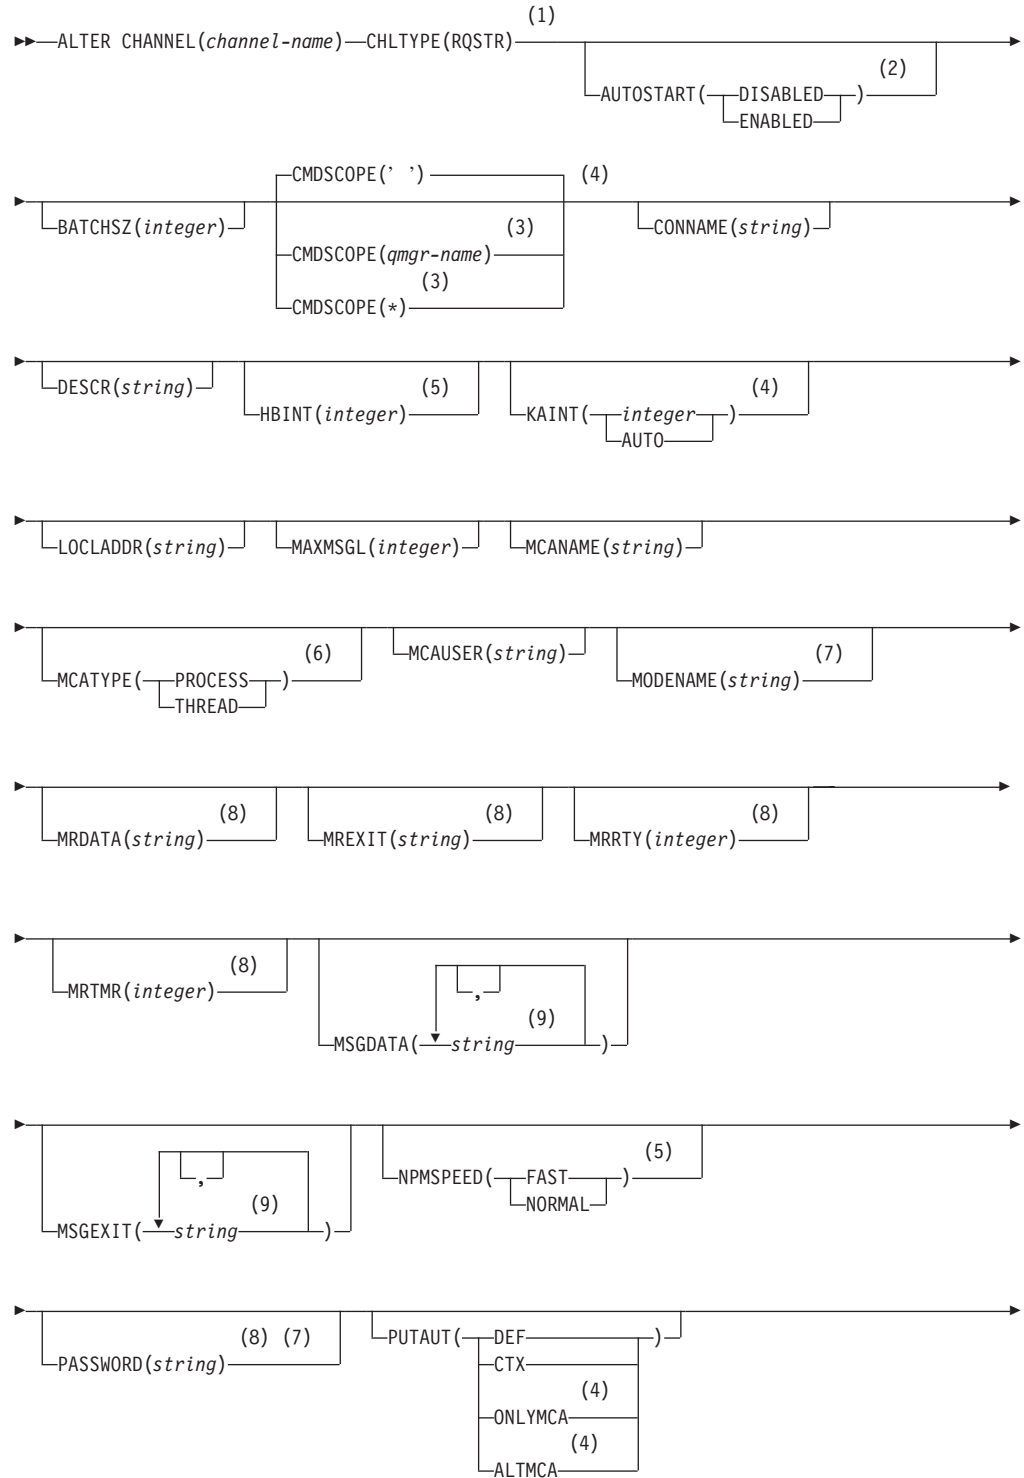 (1)
ALTER CHANNEL(channel-name) CHLTYPE(RQSTR)
(2)
AUTOSTART( DISABLED )
ENABLED
CMDSCOPE(' ') (4)
BATCHSZ(integer) (3) CONNAME(string)
CMDSCOPE(qmgr-name)
(3)
CMDSCOPE(*)
DESCR(string) (5) (4)
HBINT(integer) KAINT( integer )
AUTO
LOCLADDR(string) MAXMSGL(integer) MCANAME(string)
(6) MCAUSER(string) (7)
MCATYPE( PROCESS ) MODENAME(string)
THREAD
(8) (8) (8)
MRDATA(string) MREXIT(string) MRRTY(integer)
(8) ,
MRTMR(integer) (9)
MSGDATA( string )
, (5)
NPMSPEED( FAST )
(9) NORMAL
MSGEXIT( string )
(8) (7) PUTAUT( DEF )
PASSWORD(string) CTX
(4)
ONLYMCA
(4)
ALTMCA